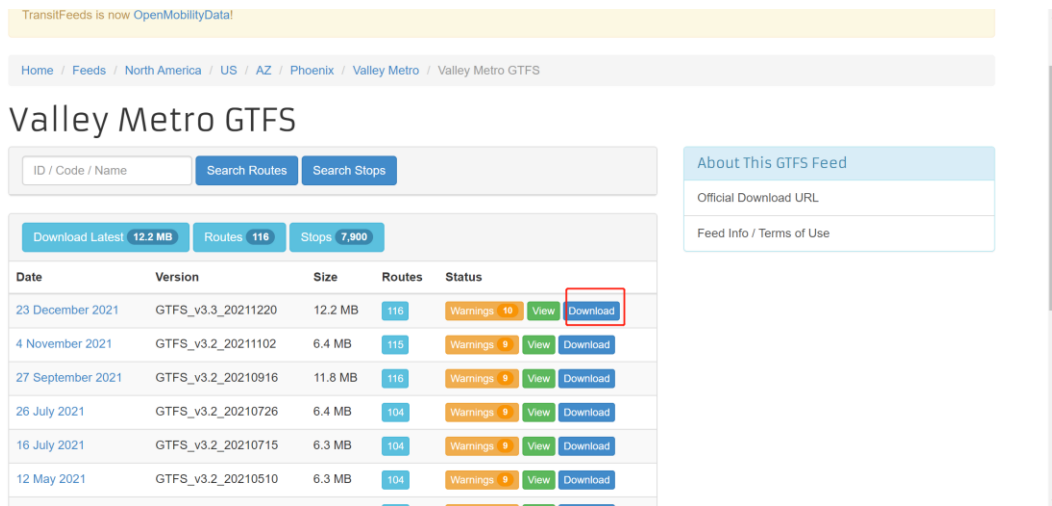 TransitFeeds is now OpenMobilityData!
Home / Feeds / North America / US / AZ / Phoenix / Valley Metro / Valley Metro GTFS
Valley Metro GTFS
ID / Code / Name Search Routes Search Stops
About This GTFS Feed
Official Download URL
Feed Info / Terms of Use
Download Latest 12.2 MB Routes 116 Stops 7,900
Date Version Size Routes Status
23 December 2021 GTFS_v3.3_20211220 12.2 MB 116 Warnings 10 View Download
4 November 2021 GTFS_v3.2_20211102 6.4 MB 115 Warnings 9 View Download
27 September 2021 GTFS_v3.2_20210916 11.8 MB 116 Warnings 9 View Download
26 July 2021 GTFS_v3.2_20210726 6.4 MB 104 Warnings 9 View Download
16 July 2021 GTFS_v3.2_20210715 6.3 MB 104 Warnings 9 View Download
12 May 2021 GTFS_v3.2_20210510 6.3 MB 104 Warnings 9 View Download